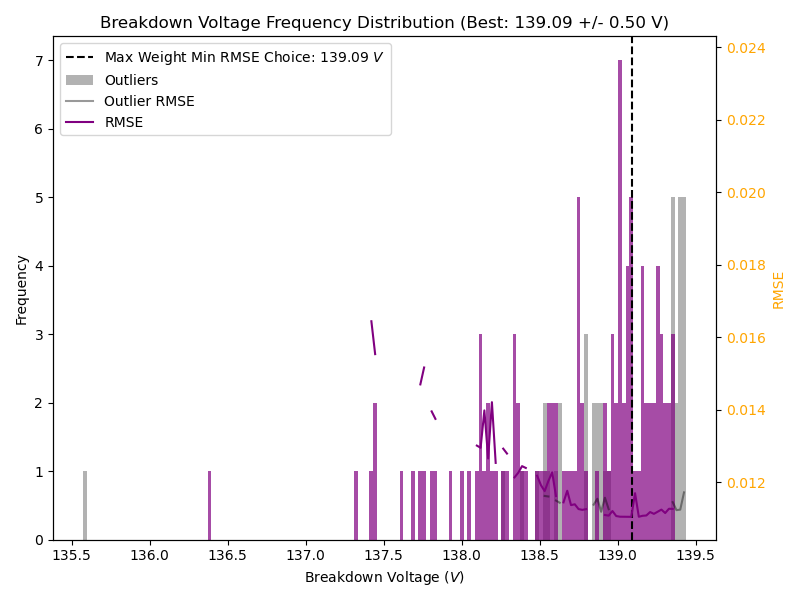 Breakdown Voltage Frequency Distribution (Best: 139.09 +/- 0.50 V)
Max Weight Min RMSE Choice: 139.09 V
Outliers
Outlier RMSE
RMSE
Frequency
7
6
5
4
3
2
1
0
0.024
0.022
0.020
0.018
0.016
0.014
0.012
RMSE
135.5 136.0 136.5 137.0 137.5 138.0 138.5 139.0 139.5
Breakdown Voltage (V)